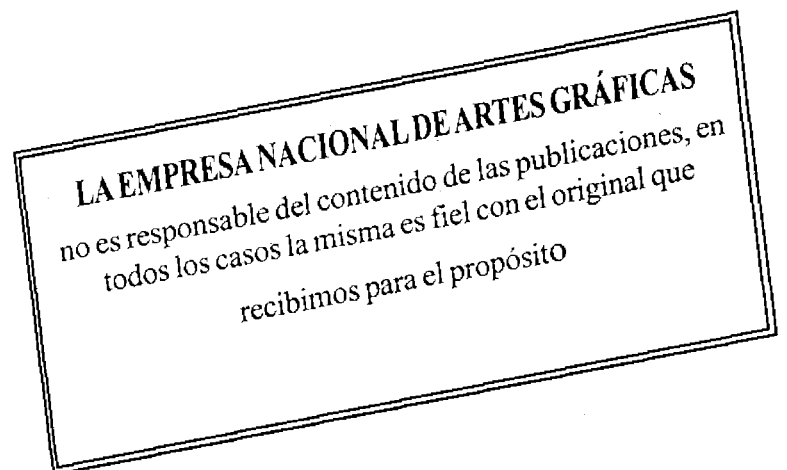 LA EMPRESA NACIONAL DE ARTES GRÁFICAS
no es responsable del contenido de las publicaciones, en
todos los casos la misma es fiel con el original que
recibimos para el propósito